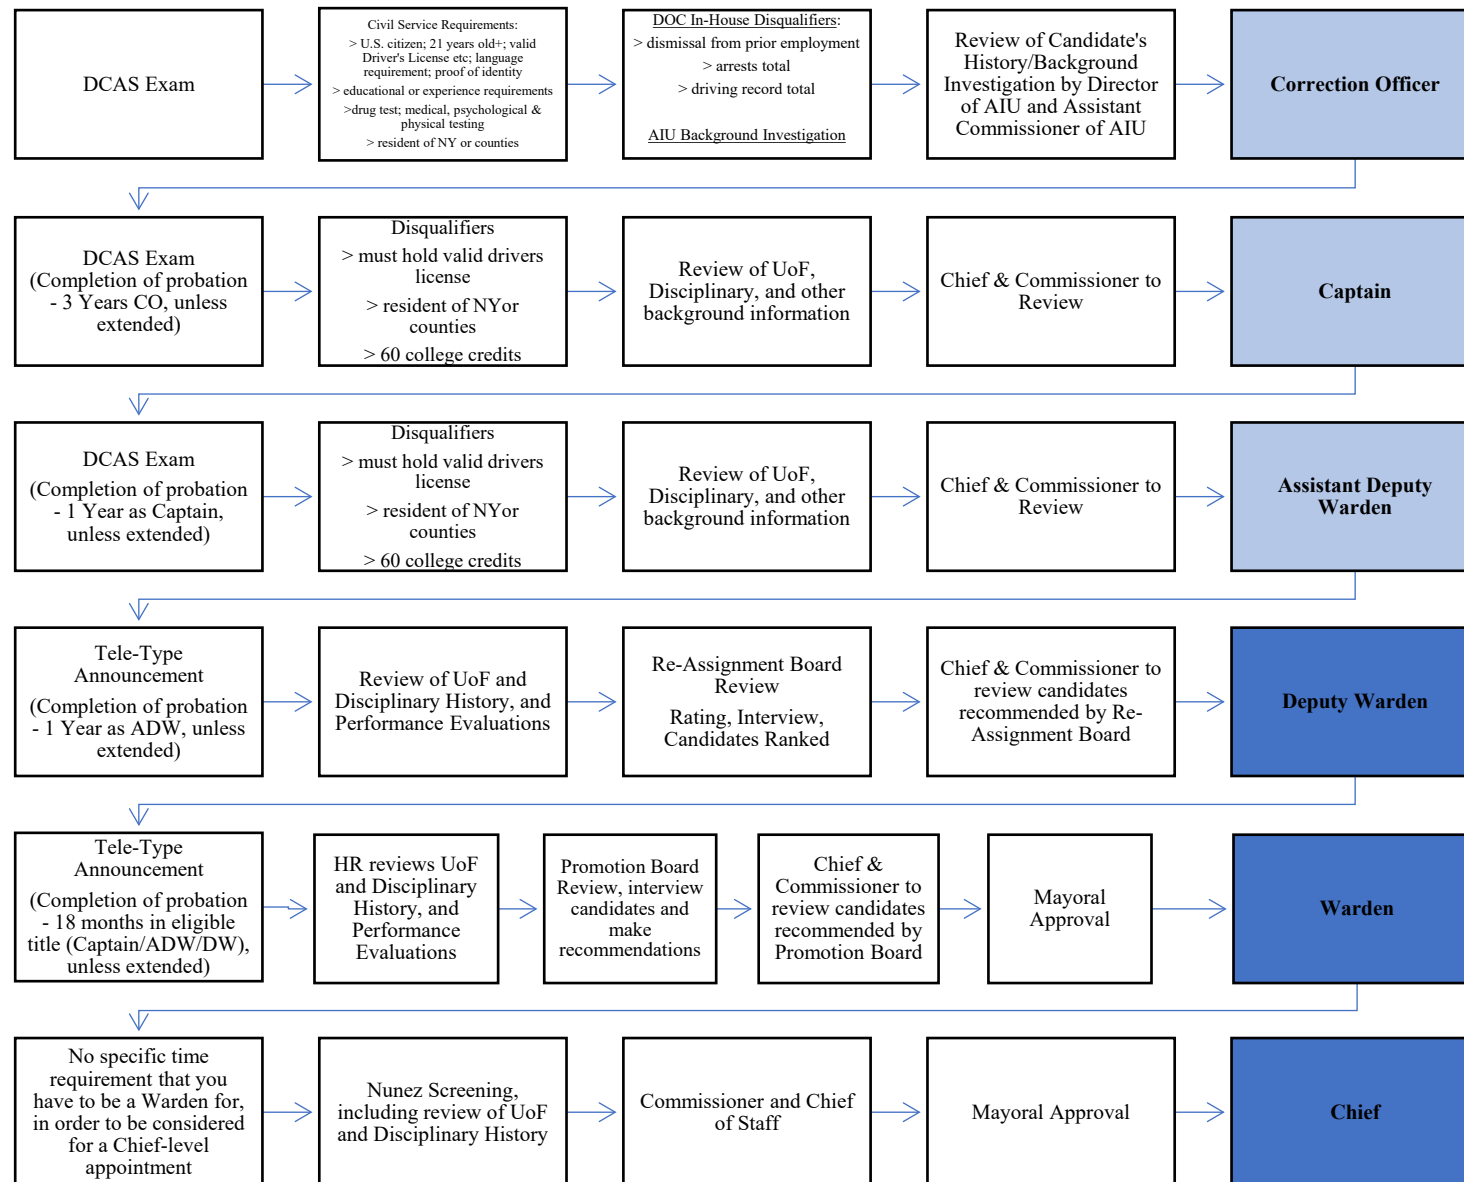 DCAS Exam
Civil Service Requirements:
> U.S. citizen; 21 years old+; valid
Driver's License etc; language
requirement; proof of identity
> educational or experience requirements
>drug test; medical, psychological &
physical testing
> resident of NY or counties
DOC In-House Disqualifiers:
> dismissal from prior employment
> arrests total
> driving record total
AIU Background Investigation
Review of Candidate's
History/Background
Investigation by Director
of AIU and Assistant
Commissioner of AIU
Correction Officer
DCAS Exam
(Completion of probation
- 3 Years CO, unless
extended)
Disqualifiers
> must hold valid drivers
license
> resident of NYor
counties
> 60 college credits
Review of UoF,
Disciplinary, and other
background information
Chief & Commissioner to
Review
Captain
DCAS Exam
(Completion of probation
- 1 Year as Captain,
unless extended)
Disqualifiers
> must hold valid drivers
license
> resident of NYor
counties
> 60 college credits
Review of UoF,
Disciplinary, and other
background information
Chief & Commissioner to
Review
Assistant Deputy
Warden
Tele-Type
Announcement
(Completion of probation
- 1 Year as ADW, unless
extended)
Review of UoF and
Disciplinary History, and
Performance Evaluations
Re-Assignment Board
Review
Rating, Interview,
Candidates Ranked
Chief & Commissioner to
review candidates
recommended by Re-
Assignment Board
Deputy Warden
Tele-Type
Announcement
(Completion of probation
- 18 months in eligible
title (Captain/ADW/DW),
unless extended)
HR reviews UoF
and Disciplinary
History, and
Performance
Evaluations
Promotion Board
Review, interview
candidates and
make
recommendations
Chief &
Commissioner to
review candidates
recommended by
Promotion Board
Mayoral
Approval
Warden
No specific time
requirement that you
have to be a Warden for,
in order to be considered
for a Chief-level
appointment
Nunez Screening,
including review of UoF
and Disciplinary History
Commissioner and Chief
of Staff
Mayoral Approval
Chief